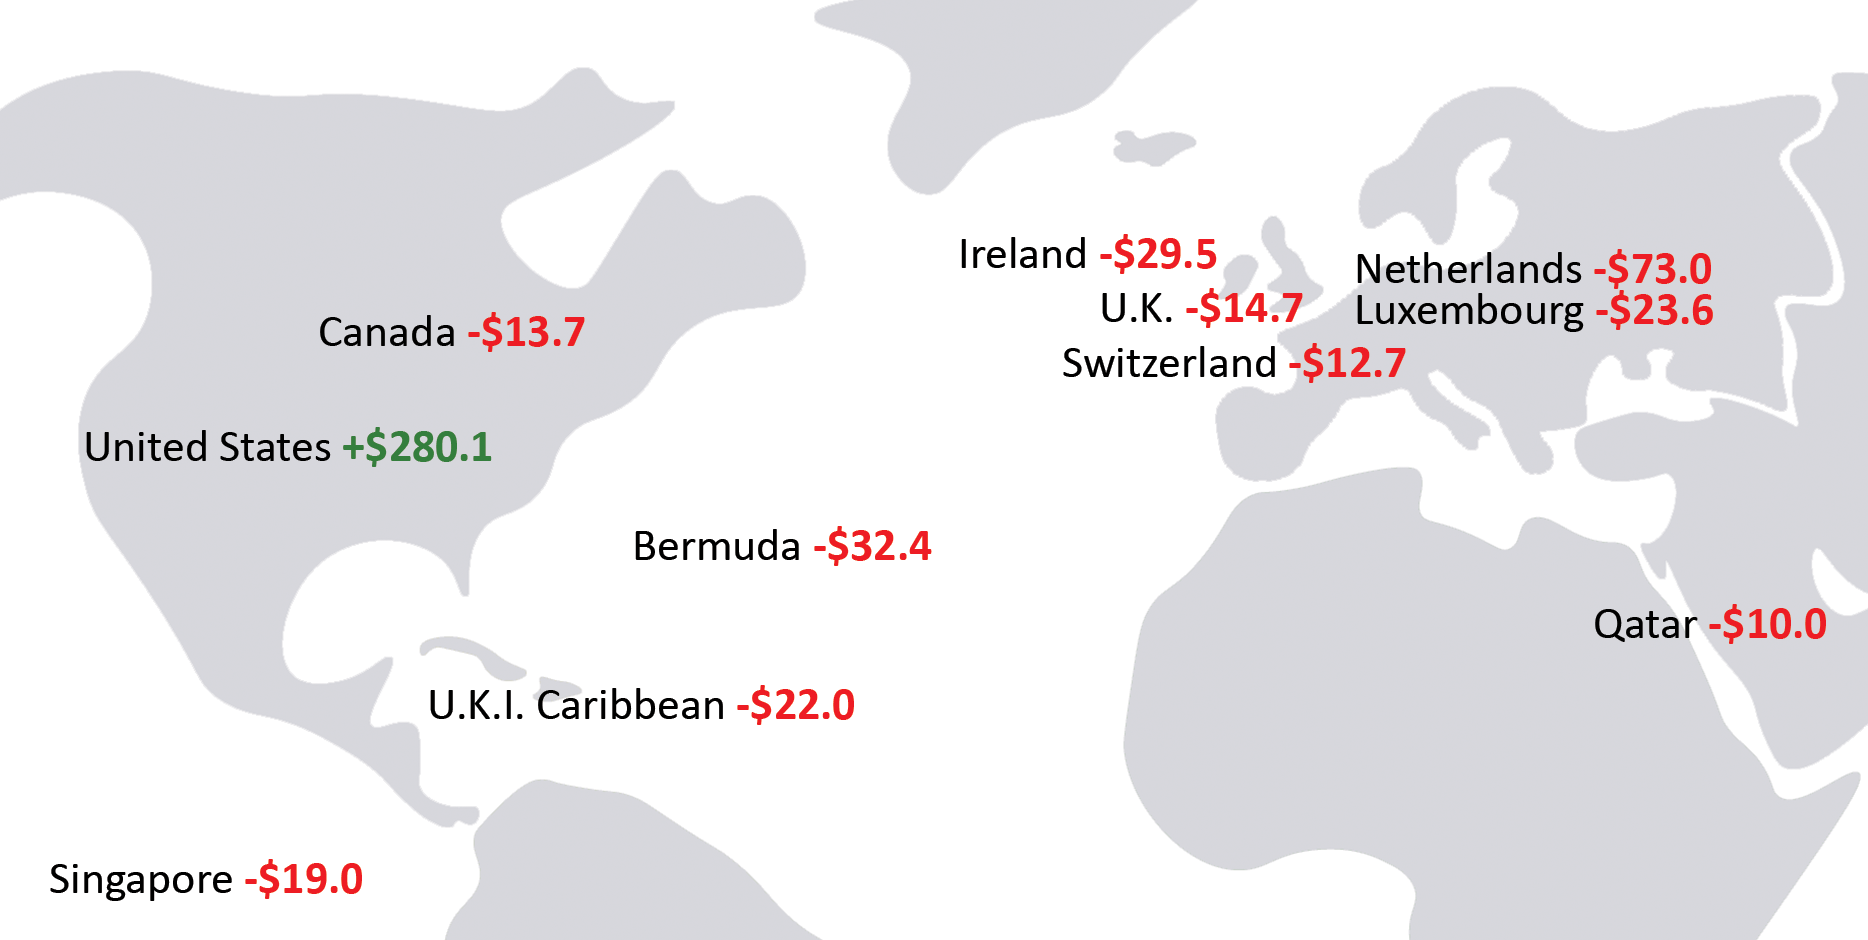 Ireland -$29.5
Netherlands -$73.0
U.K. -$14.7
Luxembourg -$23.6
Canada -$13.7
Switzerland -$12.7
United States +$280.1
Bermuda -$32.4
Qatar -$10.0
U.K.I. Caribbean -$22.0
Singapore -$19.0